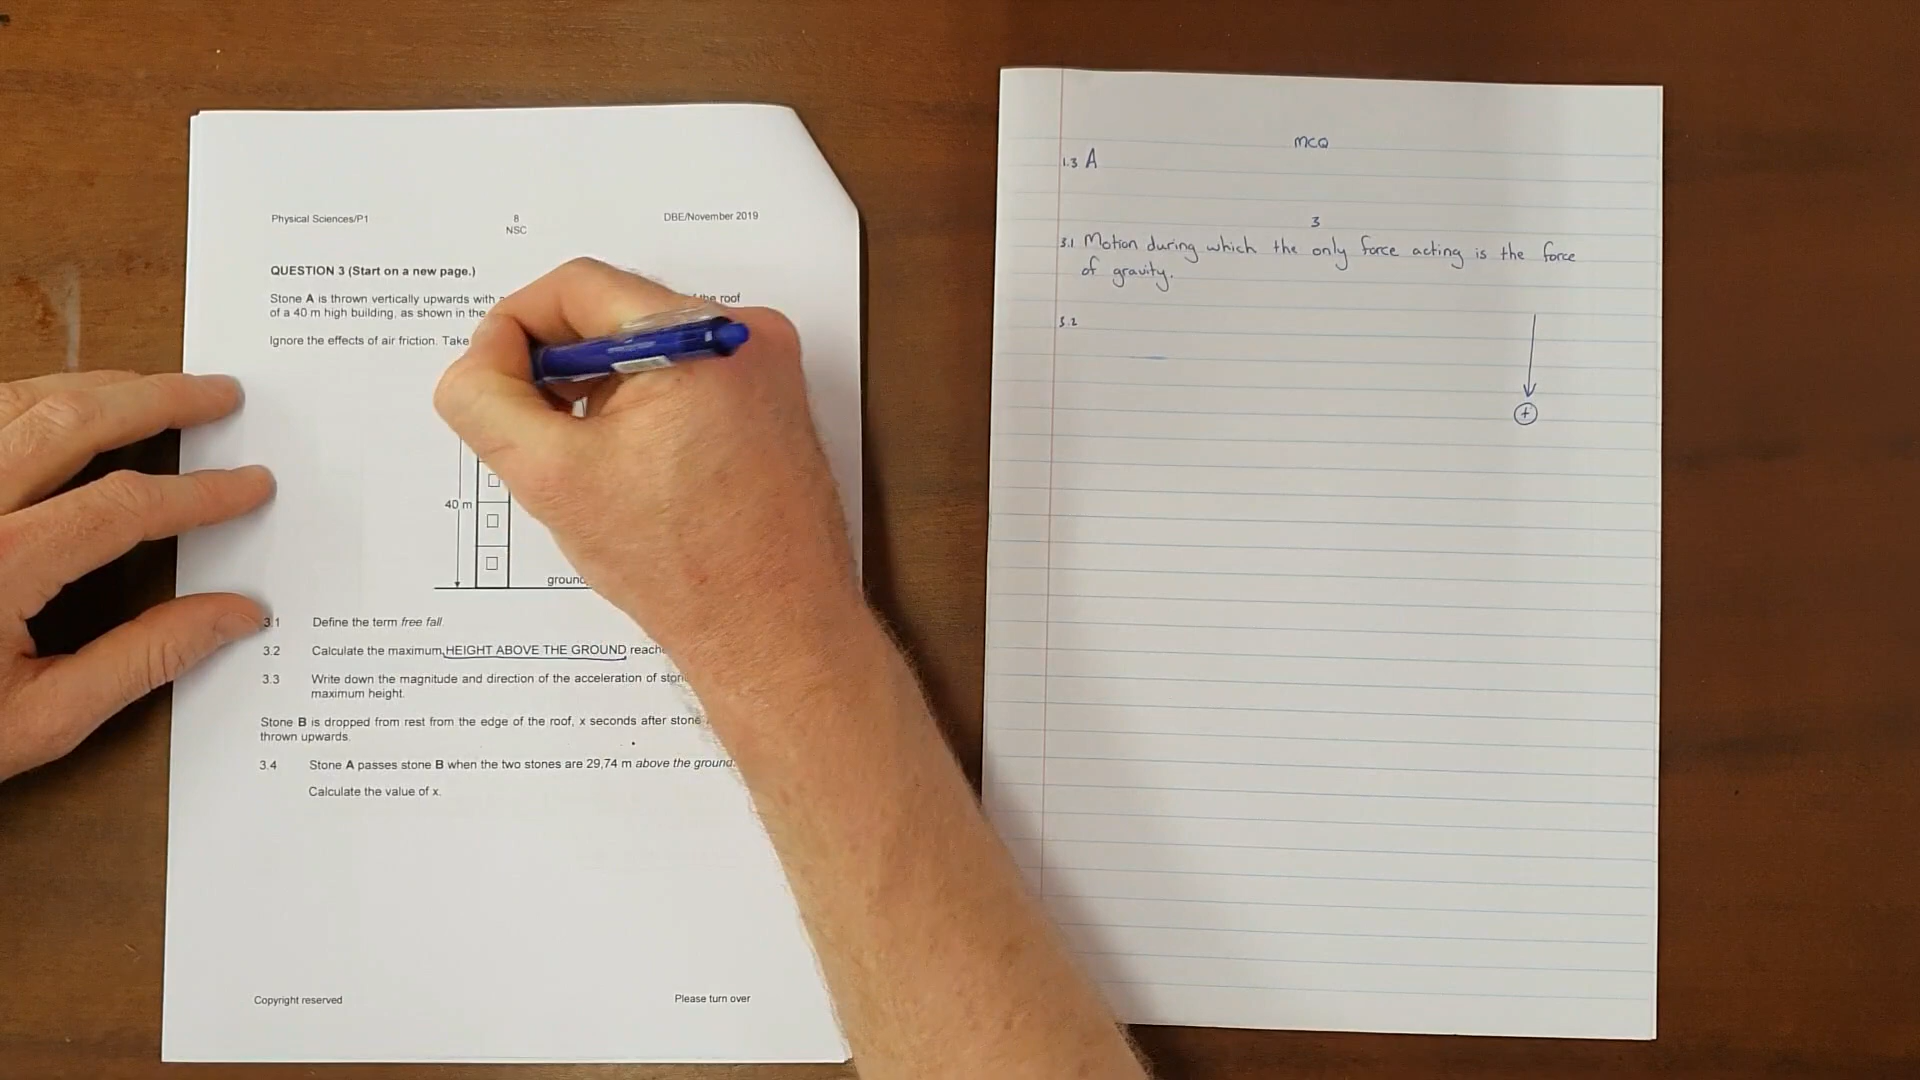 Physical Sciences/P1
8
NSC
DBE/November 2019
QUESTION 3 (Start on a new page.)
Stone A is thrown vertically upwards with the roof
of a 40 m high building, as shown in the
Ignore the effects of air friction. Take
40 m
ground
3.1 Define the term free fall.
3.2 Calculate the maximum HEIGHT ABOVE THE GROUND
3.3 Write down the magnitude and direction of the acceleration of
maximum height.
Stone B is dropped from rest from the edge of the roof, x seconds after stone
thrown upwards.
3.4 Stone A passes stone B when the two stones are 29,74 m above the ground.
Calculate the value of x.
Copyright reserved
Please turn over
MCQ
1.3 A
3
3.1 Motion during which the only force acting is the force
of gravity.
3.2
+